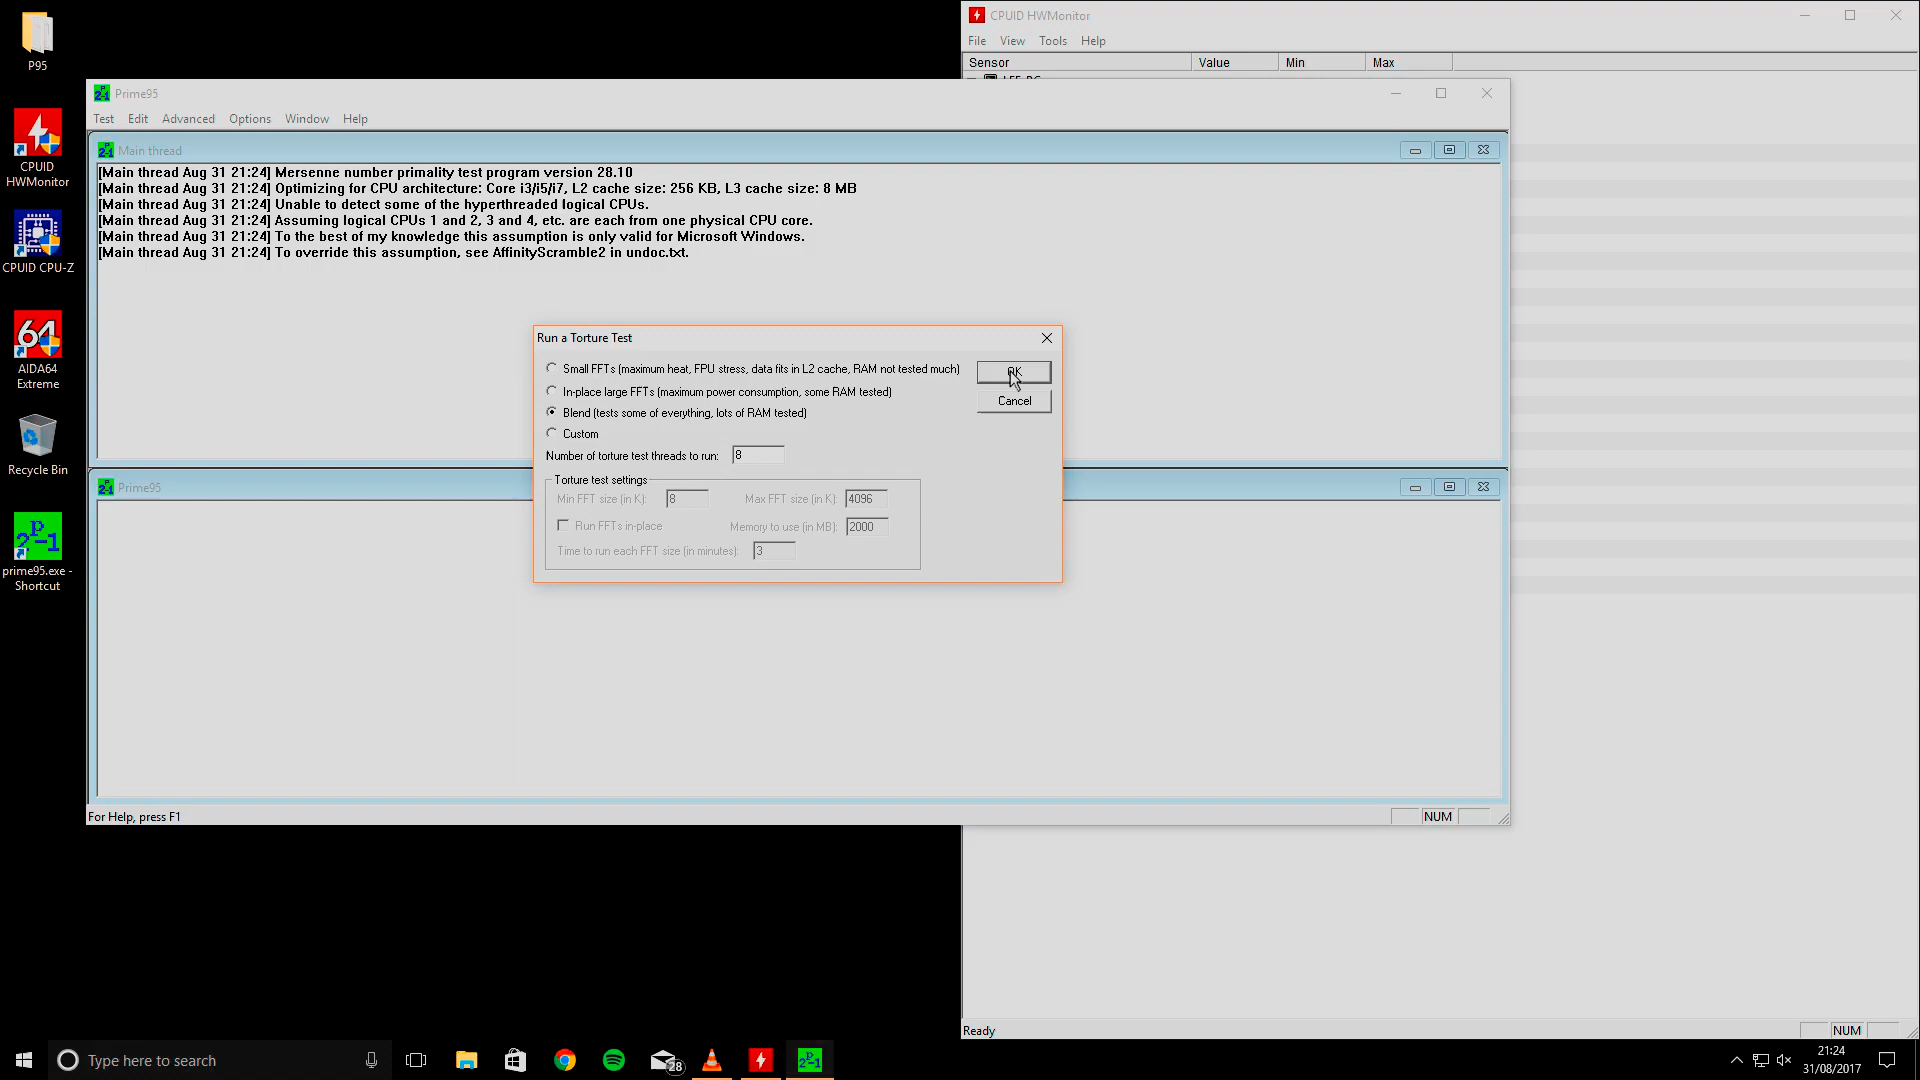 P95
CPUID
HWMonitor
CPUID CPU-Z
64
AIDA64
Extreme
Recycle Bin
prime95.exe -
Shortcut
CPUID HWMonitor
File View Tools Help
Sensor Value Min Max
Prime95
Test Edit Advanced Options Window Help
Main thread
[Main thread Aug 31 21:24] Mersenne number primality test program version 28.10
[Main thread Aug 31 21:24] Optimizing for CPU architecture: Core i3/i5/i7, L2 cache size: 256 KB, L3 cache size: 8 MB
[Main thread Aug 31 21:24] Unable to detect some of the hyperthreaded logical CPUs.
[Main thread Aug 31 21:24] Assuming logical CPUs 1 and 2, 3 and 4, etc. are each from one physical CPU core.
[Main thread Aug 31 21:24] To the best of my knowledge this assumption is only valid for Microsoft Windows.
[Main thread Aug 31 21:24] To override this assumption, see AffinityScramble2 in undoc.txt.
Run a Torture Test
Small FFTs (maximum heat, FPU stress, data fits in L2 cache, RAM not tested much)
OK
In-place large FFTs (maximum power consumption, some RAM tested)
Cancel
Blend (tests some of everything, lots of RAM tested)
Custom
Number of torture test threads to run: 8
Torture test settings
Min FFT size (in K): 8 Max FFT size (in K): 4096
Run FFTs in-place Memory to use (in MB): 2000
Time to run each FFT size (in minutes): 3
Prime95
For Help, press F1
NUM
Ready
NUM
Type here to search
28
21:24
31/08/2017